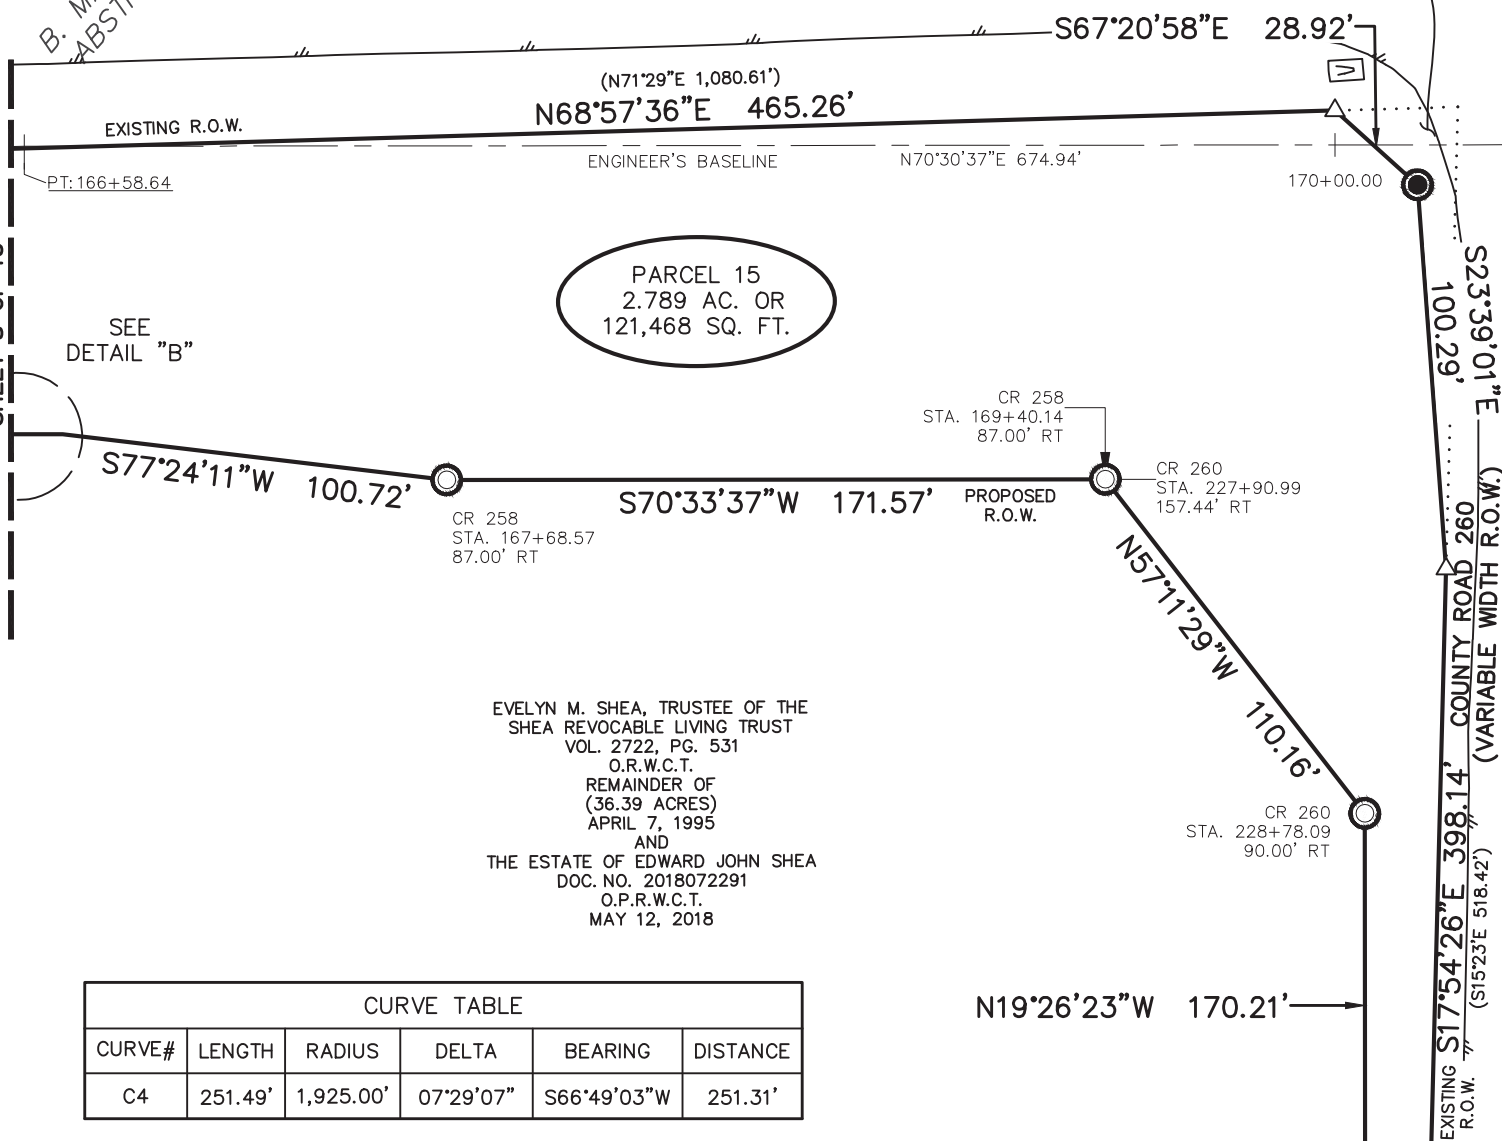 B. M
ABST
S67°20'58"E 28.92'
(N71°29"E 1,080.61')
N68°57'36"E 465.26'
EXISTING R.O.W.
ENGINEER'S BASELINE
N70°30'37"E 674.94'
PT: 166+58.64
170+00.00
PARCEL 15
2.789 AC. OR
121,468 SQ. FT.
S23°39'01"E
100.29'
SEE
DETAIL "B"
CR 258
STA. 169+40.14
87.00' RT
CR 260
STA. 227+90.99
157.44' RT
S77°24'11"W 100.72'
S70°33'37"W 171.57'
PROPOSED
R.O.W.
CR 258
STA. 167+68.57
87.00' RT
N57°11'29"W 110.16'
COUNTY ROAD 260
(VARIABLE WIDTH R.O.W.)
EVELYN M. SHEA, TRUSTEE OF THE
SHEA REVOCABLE LIVING TRUST
VOL. 2722, PG. 531
O.R.W.C.T.
REMAINDER OF
(36.39 ACRES)
APRIL 7, 1995
AND
THE ESTATE OF EDWARD JOHN SHEA
DOC. NO. 2018072291
O.P.R.W.C.T.
MAY 12, 2018
CR 260
STA. 228+78.09
90.00' RT
S17°54'26"E 398.14'
(S15°23'E 518.42')
EXISTING
R.O.W.
N19°26'23"W 170.21'
CURVE TABLE
CURVE# LENGTH RADIUS DELTA BEARING DISTANCE
C4 251.49' 1,925.00' 07°29'07" S66°49'03"W 251.31'